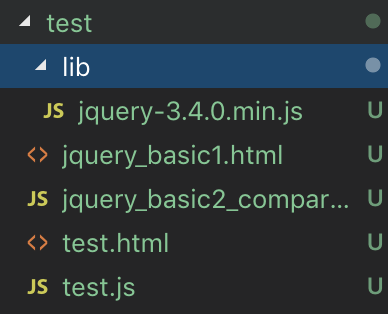 test
lib
JS jquery-3.4.0.min.js U
<> jquery_basic1.html U
JS jquery_basic2_compar... U
<> test.html U
JS test.js U